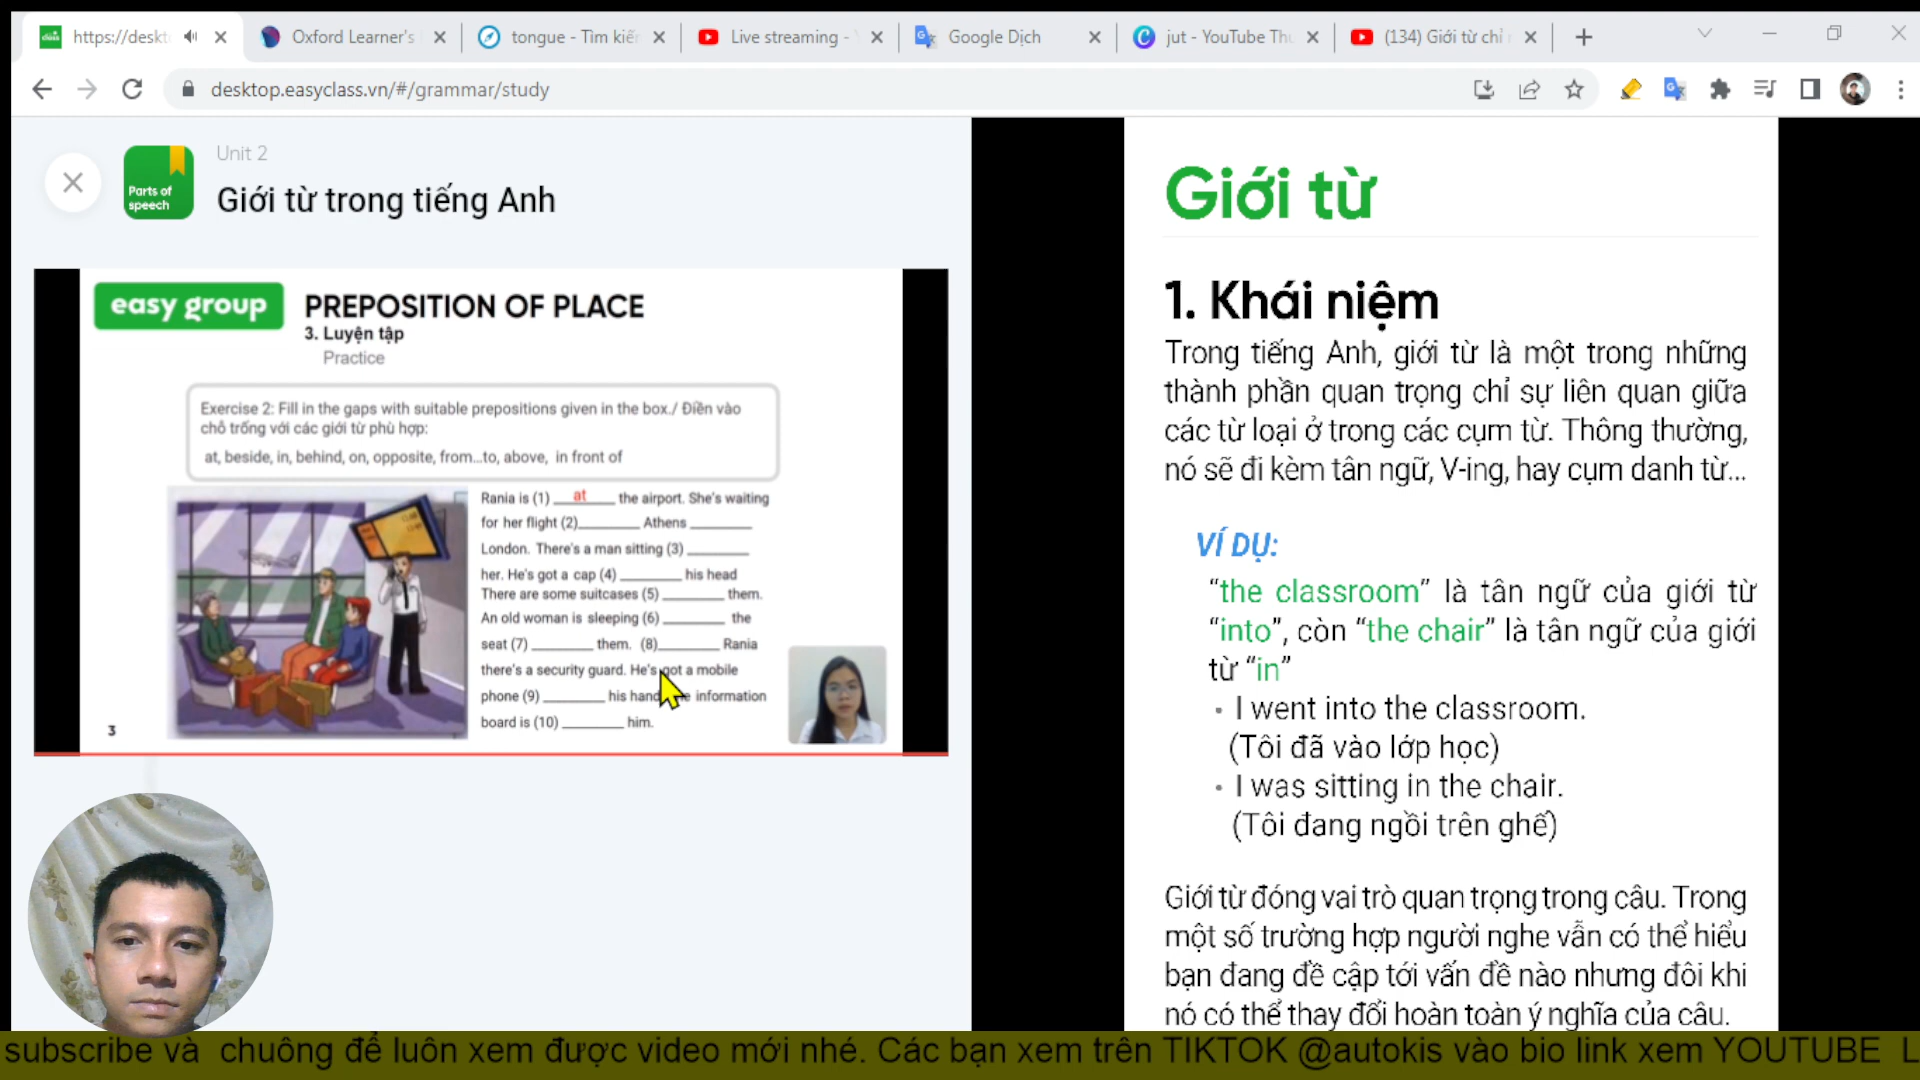 https://deskt
Oxford Learner's
tongue - Tìm kiế
Live streaming -
Google Dịch
jut - YouTube Thu
(134) Giới từ chỉ
desktop.easyclass.vn/#/grammar/study
Parts of
speech
Unit 2
Giới từ trong tiếng Anh
easy group
PREPOSITION OF PLACE
3. Luyện tập
Practice
Exercise 2: Fill in the gaps with suitable prepositions given in the box./ Điền vào
chỗ trống với các giới từ phù hợp:
at, beside, in, behind, on, opposite, from...to, above, in front of
Rania is (1) ___at___ the airport. She's waiting
for her flight (2)_______ Athens _______
London. There's a man sitting (3) _______
her. He's got a cap (4) _______ his head
There are some suitcases (5) _______ them.
An old woman is sleeping (6) _______ the
seat (7) _______ them. (8)_______ Rania
there's a security guard. He's got a mobile
phone (9) _______ his hand information
board is (10) _______ him.
3
Giới từ
1. Khái niệm
Trong tiếng Anh, giới từ là một trong những
thành phần quan trọng chỉ sự liên quan giữa
các từ loại ở trong các cụm từ. Thông thường,
nó sẽ đi kèm tân ngữ, V-ing, hay cụm danh từ...
VÍ DỤ:
“the classroom” là tân ngữ của giới từ
“into”, còn “the chair” là tân ngữ của giới
từ “in”
• I went into the classroom.
(Tôi đã vào lớp học)
• I was sitting in the chair.
(Tôi đang ngồi trên ghế)
Giới từ đóng vai trò quan trọng trong câu. Trong
một số trường hợp người nghe vẫn có thể hiểu
bạn đang đề cập tới vấn đề nào nhưng đôi khi
nó có thể thay đổi hoàn toàn ý nghĩa của câu.
subscribe và chuông để luôn xem được video mới nhé. Các bạn xem trên TIKTOK @autokis vào bio link xem YOUTUBE L